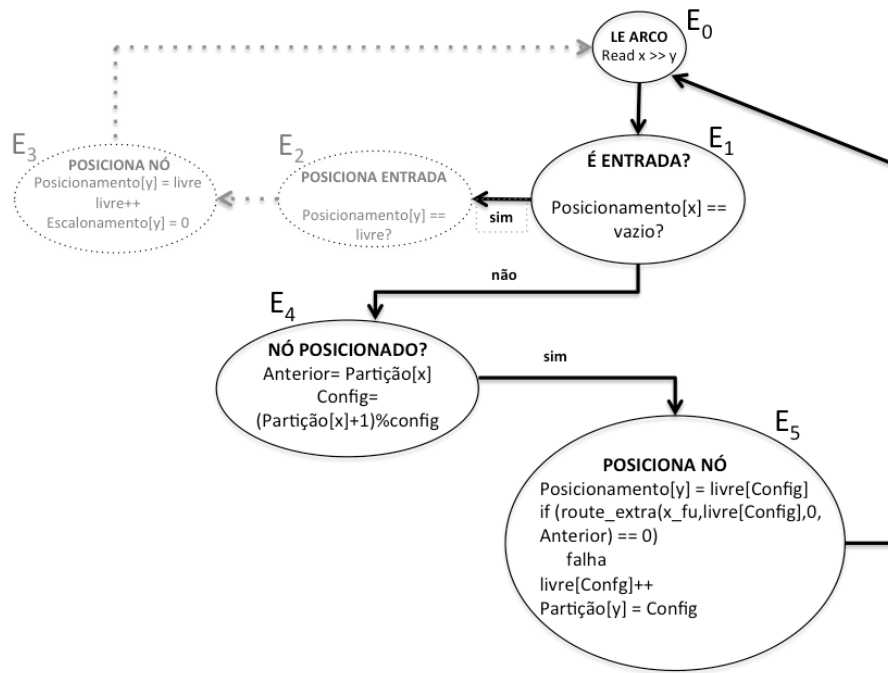 E0
LE ARCO
Read x >> y
E1
É ENTRADA?
Posicionamento[x] ==
vazio?
sim
E2
POSICIONA ENTRADA
Posicionamento[y] ==
livre?
E3
POSICIONA NÓ
Posicionamento[y] = livre
livre++
Escalonamento[y] = 0
não
E4
NÓ POSICIONADO?
Anterior= Partição[x]
Config=
(Partição[x]+1)%config
sim
E5
POSICIONA NÓ
Posicionamento[y] = livre[Config]
if (route_extra(x_fu,livre[Config],0,
Anterior) == 0)
falha
livre[Confg]++
Partição[y] = Config